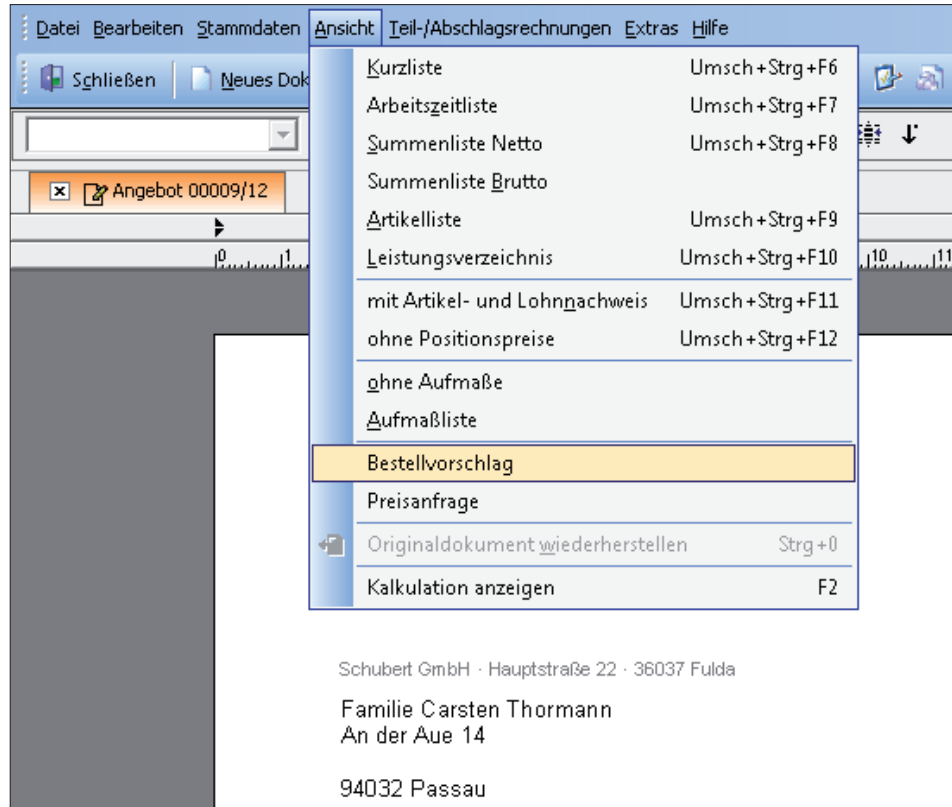 Datei Bearbeiten Stammdaten Ansicht Teil-/Abschlagsrechnungen Extras Hilfe
Schließen Neues Dok
Kurzliste Umsch+Strg+F6
Arbeitszeitliste Umsch+Strg+F7
Summenliste Netto Umsch+Strg+F8
Summenliste Brutto
Angebot 00009/12
Artikelliste Umsch+Strg+F9
Leistungsverzeichnis Umsch+Strg+F10
0 1 10 11
mit Artikel- und Lohnnachweis Umsch+Strg+F11
ohne Positionspreise Umsch+Strg+F12
ohne Aufmaße
Aufmaßliste
Bestellvorschlag
Preisanfrage
Originaldokument wiederherstellen Strg+0
Kalkulation anzeigen F2
Schubert GmbH · Hauptstraße 22 · 36037 Fulda
Familie Carsten Thormann
An der Aue 14
94032 Passau